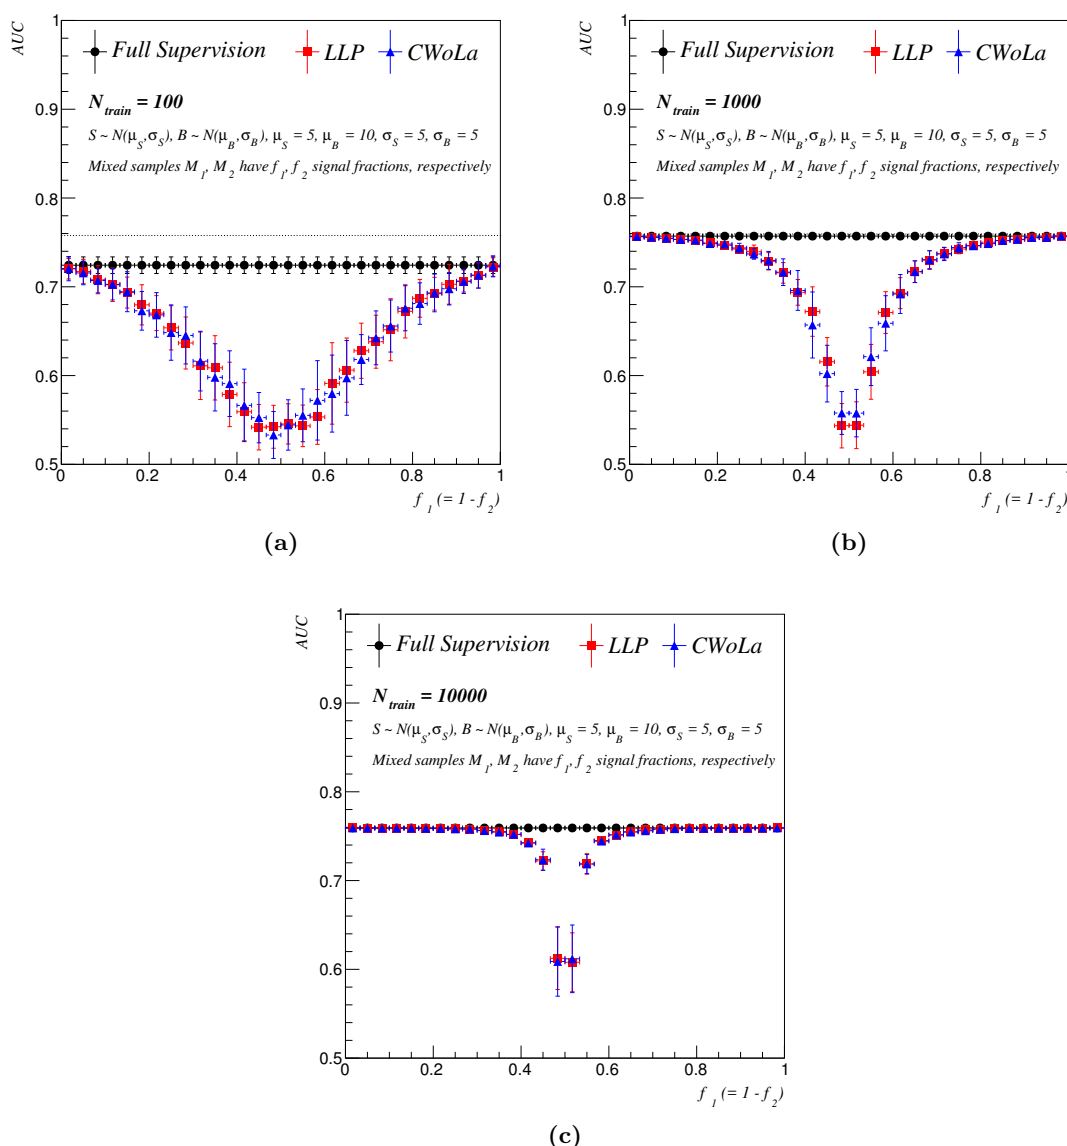 AUC
1
Full Supervision LLP CWoLa
0.9
N_train = 100
S ~ N(μ_S,σ_S), B ~ N(μ_B,σ_B), μ_S = 5, μ_B = 10, σ_S = 5, σ_B = 5
Mixed samples M_1, M_2 have f_1, f_2 signal fractions, respectively
0.8
0.7
0.6
0.5
0 0.2 0.4 0.6 0.8 1
f_1 (= 1 - f_2)
(a)
AUC
1
Full Supervision LLP CWoLa
0.9
N_train = 1000
S ~ N(μ_S,σ_S), B ~ N(μ_B,σ_B), μ_S = 5, μ_B = 10, σ_S = 5, σ_B = 5
Mixed samples M_1, M_2 have f_1, f_2 signal fractions, respectively
0.8
0.7
0.6
0.5
0 0.2 0.4 0.6 0.8 1
f_1 (= 1 - f_2)
(b)
AUC
1
Full Supervision LLP CWoLa
0.9
N_train = 10000
S ~ N(μ_S,σ_S), B ~ N(μ_B,σ_B), μ_S = 5, μ_B = 10, σ_S = 5, σ_B = 5
Mixed samples M_1, M_2 have f_1, f_2 signal fractions, respectively
0.8
0.7
0.6
0.5
0 0.2 0.4 0.6 0.8 1
f_1 (= 1 - f_2)
(c)